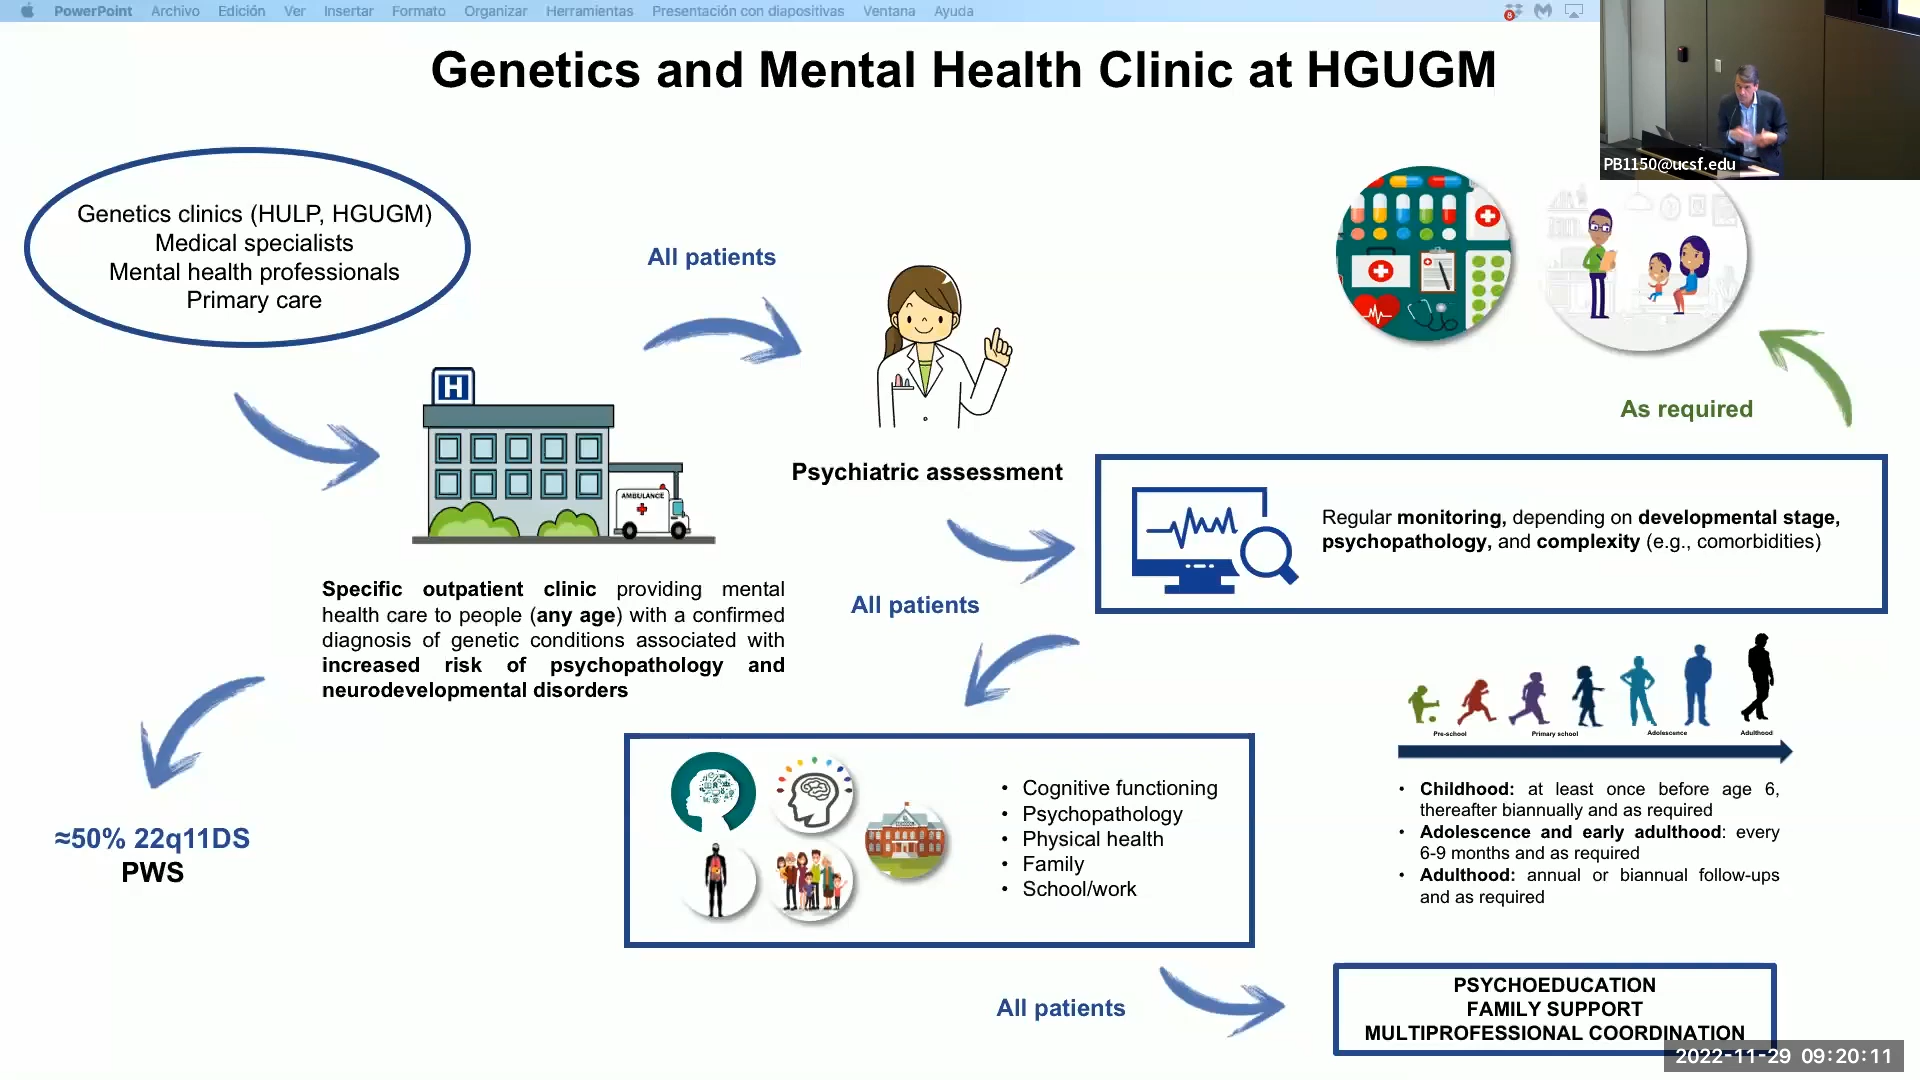 PowerPoint Archivo Edición Ver Insertar Formato Organizar Herramientas Presentación con diapositivas Ventana Ayuda
8
Genetics and Mental Health Clinic at HGUGM
PB1150@ucsf.edu
Genetics clinics (HULP, HGUGM)
Medical specialists
Mental health professionals
Primary care
All patients
H
AMBULANCE
Psychiatric assessment
As required
Specific outpatient clinic providing mental
health care to people (any age) with a confirmed
diagnosis of genetic conditions associated with
increased risk of psychopathology and
neurodevelopmental disorders
≈50% 22q11DS
PWS
All patients
Regular monitoring, depending on developmental stage,
psychopathology, and complexity (e.g., comorbidities)
Pre-school Primary school Adolescence Adulthood
• Childhood: at least once before age 6,
thereafter biannually and as required
• Adolescence and early adulthood: every
6-9 months and as required
• Adulthood: annual or biannual follow-ups
and as required
SCHOOL
• Cognitive functioning
• Psychopathology
• Physical health
• Family
• School/work
All patients
PSYCHOEDUCATION
FAMILY SUPPORT
MULTIPROFESSIONAL COORDINATION
2022-11-29 09:20:11